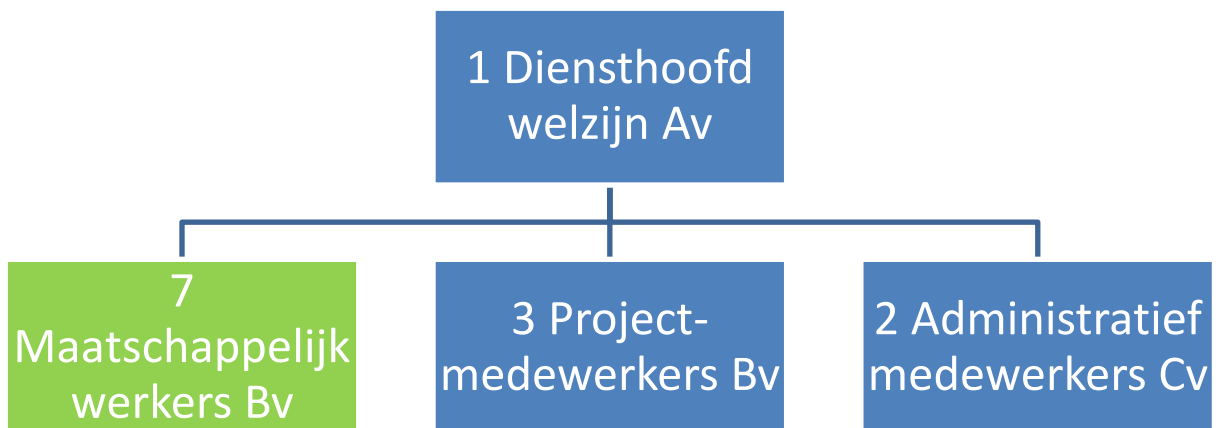 1 Diensthoofd
welzijn Av
7
Maatschappelijk
werkers Bv
3 Project-
medewerkers Bv
2 Administratief
medewerkers Cv